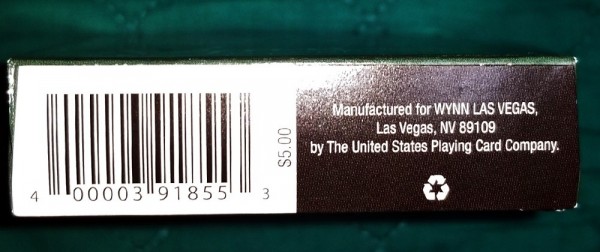 4 00003 91855 3
$5.00
Manufactured for WYNN LAS VEGAS,
Las Vegas, NV 89109
by The United States Playing Card Company.